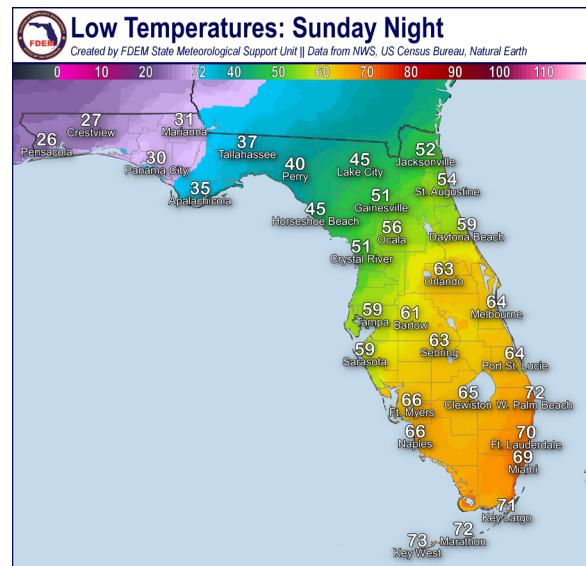 FDEM
Low Temperatures: Sunday Night
Created by FDEM State Meteorological Support Unit || Data from NWS, US Census Bureau, Natural Earth
0 10 20 32 40 50 60 70 80 90 100 110
27
Crestview
31
Marianna
26
Pensacola
30
Panama City
37
Tallahassee
35
Apalachicola
40
Perry
45
Lake City
52
Jacksonville
54
St. Augustine
51
Gainesville
45
Horseshoe Beach
56
Ocala
59
Daytona Beach
51
Crystal River
63
Orlando
64
Melbourne
59
Tampa
61
Bartow
63
Sebring
59
Sarasota
64
Port St. Lucie
66
Ft. Myers
65
Clewiston
72
W. Palm Beach
66
Naples
70
Ft. Lauderdale
69
Miami
71
Key Largo
72
Marathon
73
Key West